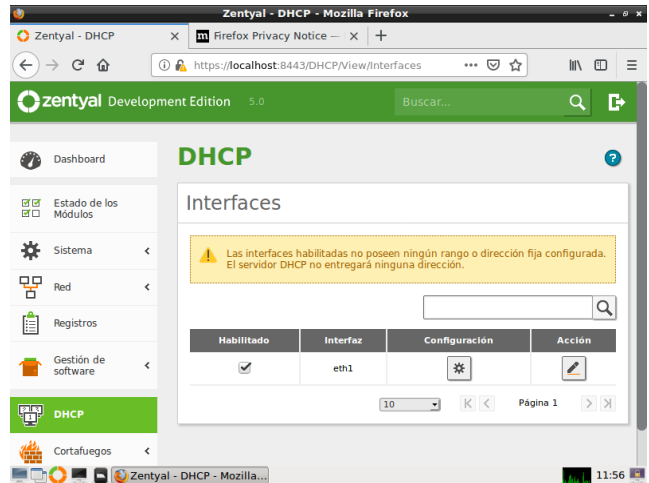 Zentyal - DHCP - Mozilla Firefox
Zentyal - DHCP
Firefox Privacy Notice —
https://localhost:8443/DHCP/View/Interfaces
zentyal Development Edition 5.0
Buscar...
DHCP
Dashboard
Estado de los
Módulos
Sistema
Red
Registros
Gestión de
software
DHCP
Cortafuegos
Interfaces
Las interfaces habilitadas no poseen ningún rango o dirección fija configurada.
El servidor DHCP no entregará ninguna dirección.
Habilitado Interfaz Configuración Acción
eth1
10 Página 1
Zentyal - DHCP - Mozilla...
11:56